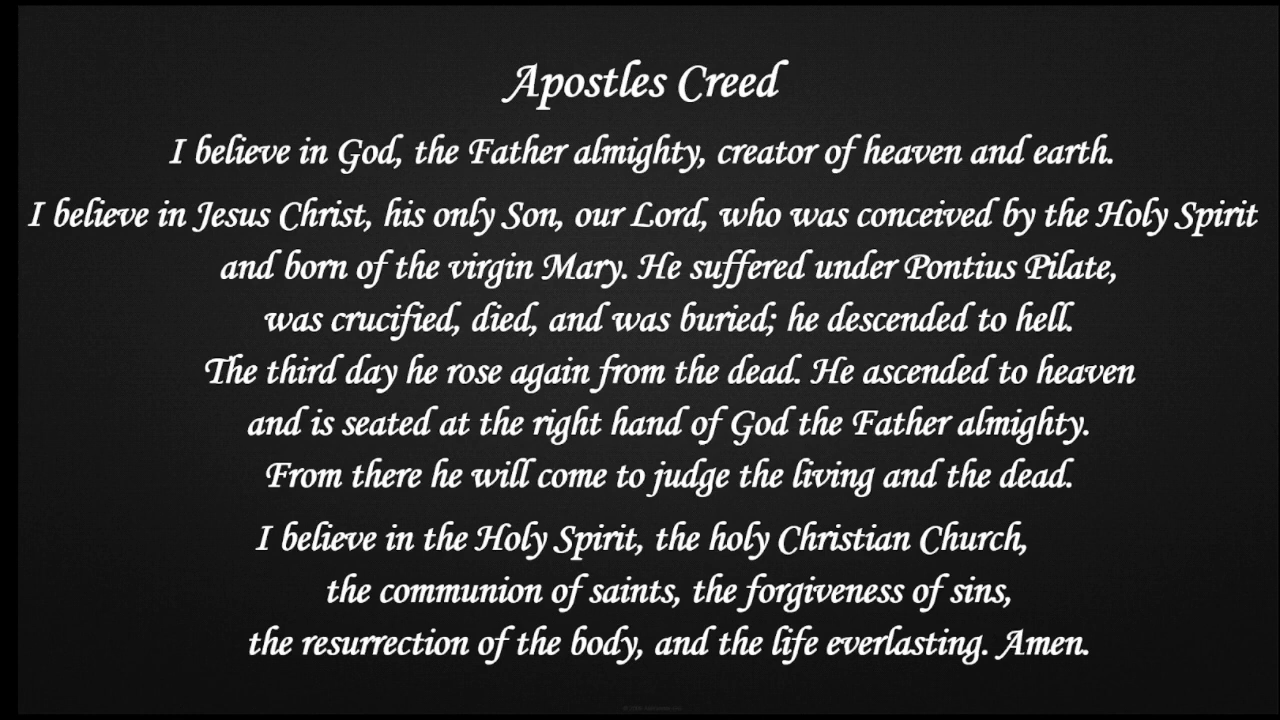 Apostles Creed
I believe in God, the Father almighty, creator of heaven and earth.
I believe in Jesus Christ, his only Son, our Lord, who was conceived by the Holy Spirit
and born of the virgin Mary. He suffered under Pontius Pilate,
was crucified, died, and was buried; he descended to hell.
The third day he rose again from the dead. He ascended to heaven
and is seated at the right hand of God the Father almighty.
From there he will come to judge the living and the dead.
I believe in the Holy Spirit, the holy Christian Church,
the communion of saints, the forgiveness of sins,
the resurrection of the body, and the life everlasting. Amen.